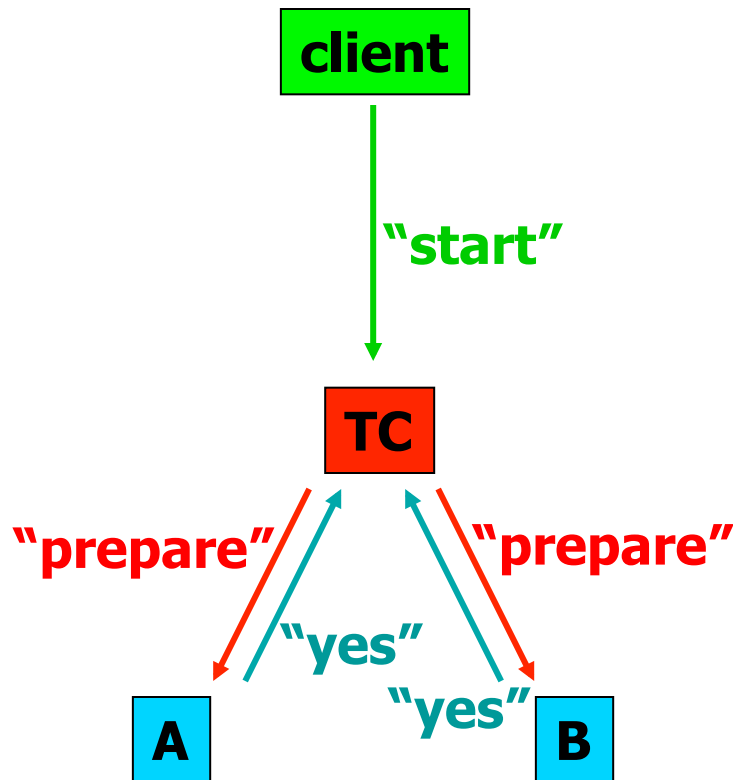 client
“start”
TC
“prepare”
“prepare”
“yes”
“yes”
A
B